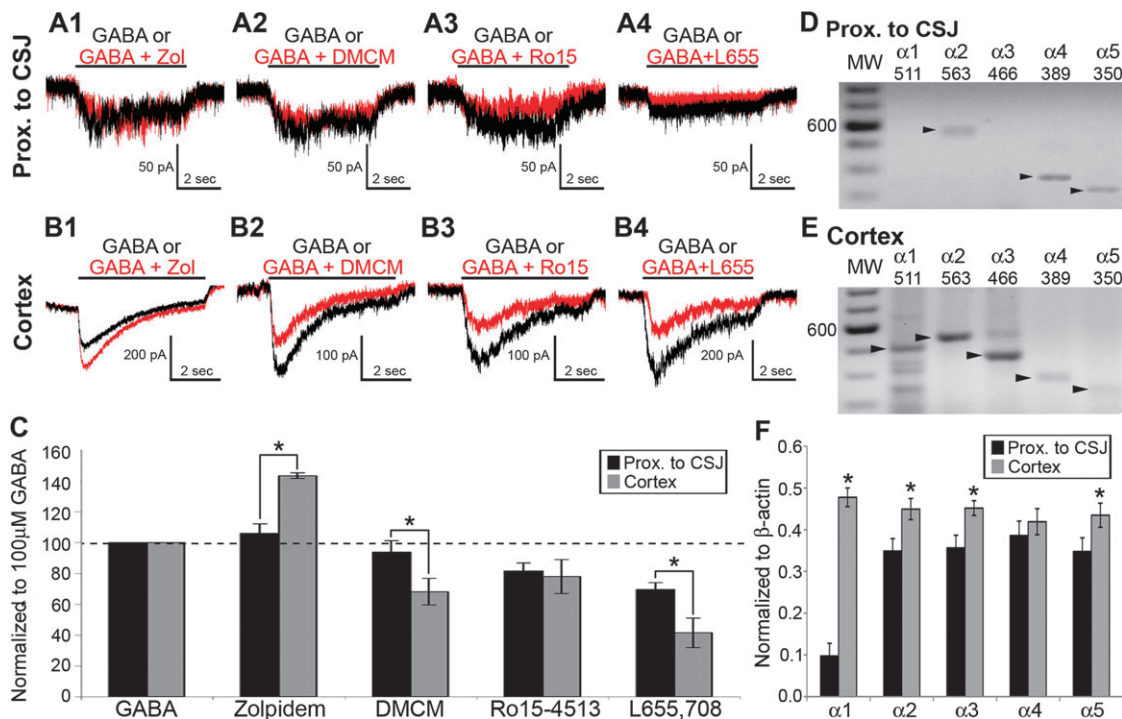 A1
GABA or
GABA + Zol
A2
GABA or
GABA + DMCM
A3
GABA or
GABA + Ro15
A4
GABA or
GABA+L655
Prox. to CSJ
50 pA
2 sec
50 pA
2 sec
50 pA
2 sec
50 pA
2 sec
B1
GABA or
GABA + Zol
B2
GABA or
GABA + DMCM
B3
GABA or
GABA + Ro15
B4
GABA or
GABA+L655
Cortex
200 pA
2 sec
100 pA
2 sec
100 pA
2 sec
200 pA
2 sec
C
Normalized to 100μM GABA
160
140
120
100
80
60
40
20
0
*
*
*
Prox. to CSJ
Cortex
GABA
Zolpidem
DMCM
Ro15-4513
L655,708
D
Prox. to CSJ
MW
α1 α2 α3 α4 α5
511 563 466 389 350
600
E
Cortex
MW
α1 α2 α3 α4 α5
511 563 466 389 350
600
F
Normalized to β-actin
0.6
0.5
0.4
0.3
0.2
0.1
0.0
Prox. to CSJ
Cortex
* * * *
α1 α2 α3 α4 α5